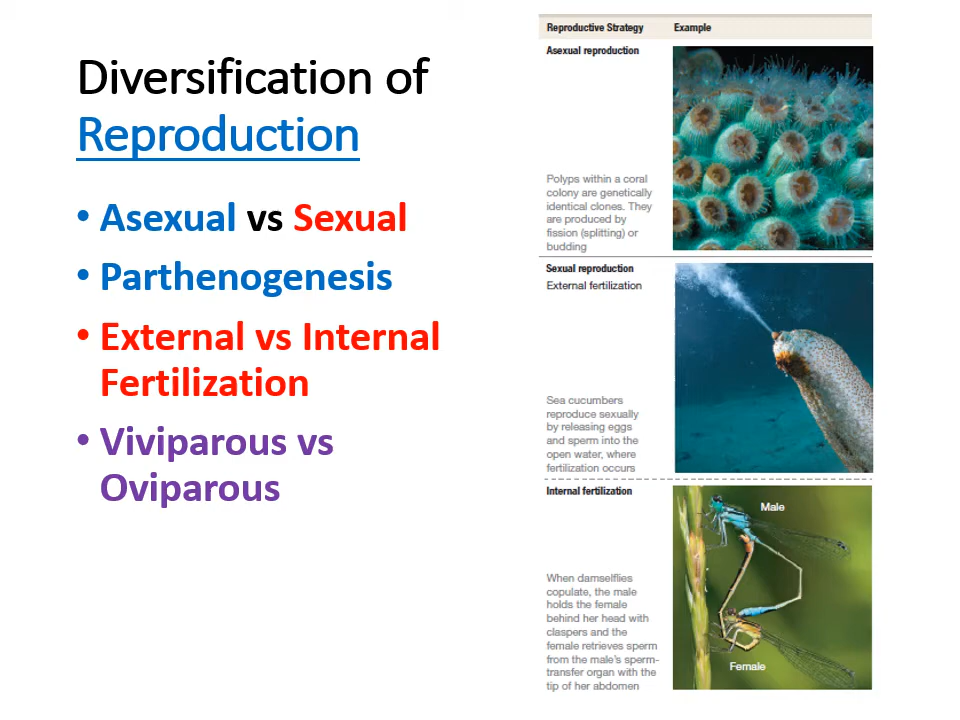 Diversification of
Reproduction
• Asexual vs Sexual
• Parthenogenesis
• External vs Internal
Fertilization
• Viviparous vs
Oviparous
Reproductive Strategy Example
Asexual reproduction
Polyps within a coral
colony are genetically
identical clones. They
are produced by
fission (splitting) or
budding
Sexual reproduction
External fertilization
Sea cucumbers
reproduce sexually
by releasing eggs
and sperm into the
open water, where
fertilization occurs
Internal fertilization
When damselflies
copulate, the male
holds the female
behind her head with
claspers and the
female retrieves sperm
from the male's sperm-
transfer organ with the
tip of her abdomen
Male
Female